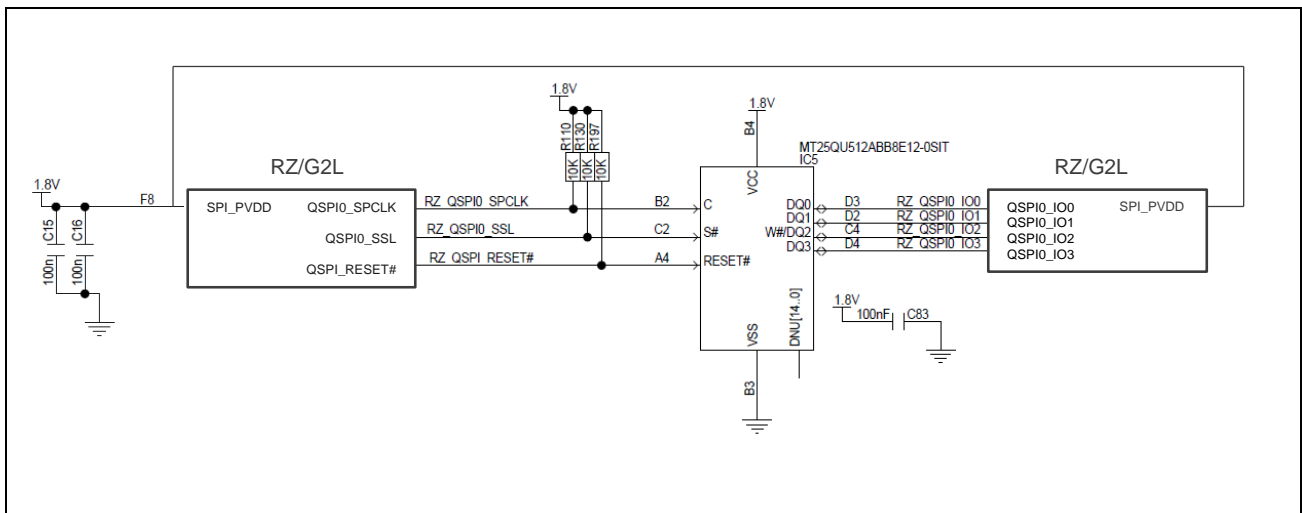 1.8V
1.8V
R110
R130
R197
10K
10K
10K
B4
MT25QU512ABB8E12-0SIT
IC5
RZ/G2L
RZ/G2L
1.8V
F8
C15
C16
100n
100n
SPI_PVDD
QSPI0_SPCLK
QSPI0_SSL
QSPI_RESET#
RZ_QSPI0_SPCLK
RZ_QSPI0_SSL
RZ_QSPI_RESET#
B2
C2
A4
VCC
C
S#
RESET#
DQ0
DQ1
W#/DQ2
DQ3
VSS
DNU[14..0]
B3
D3 RZ_QSPI0_IO0
D2 RZ_QSPI0_IO1
C4 RZ_QSPI0_IO2
D4 RZ_QSPI0_IO3
QSPI0_IO0
QSPI0_IO1
QSPI0_IO2
QSPI0_IO3
SPI_PVDD
1.8V
100nF C83